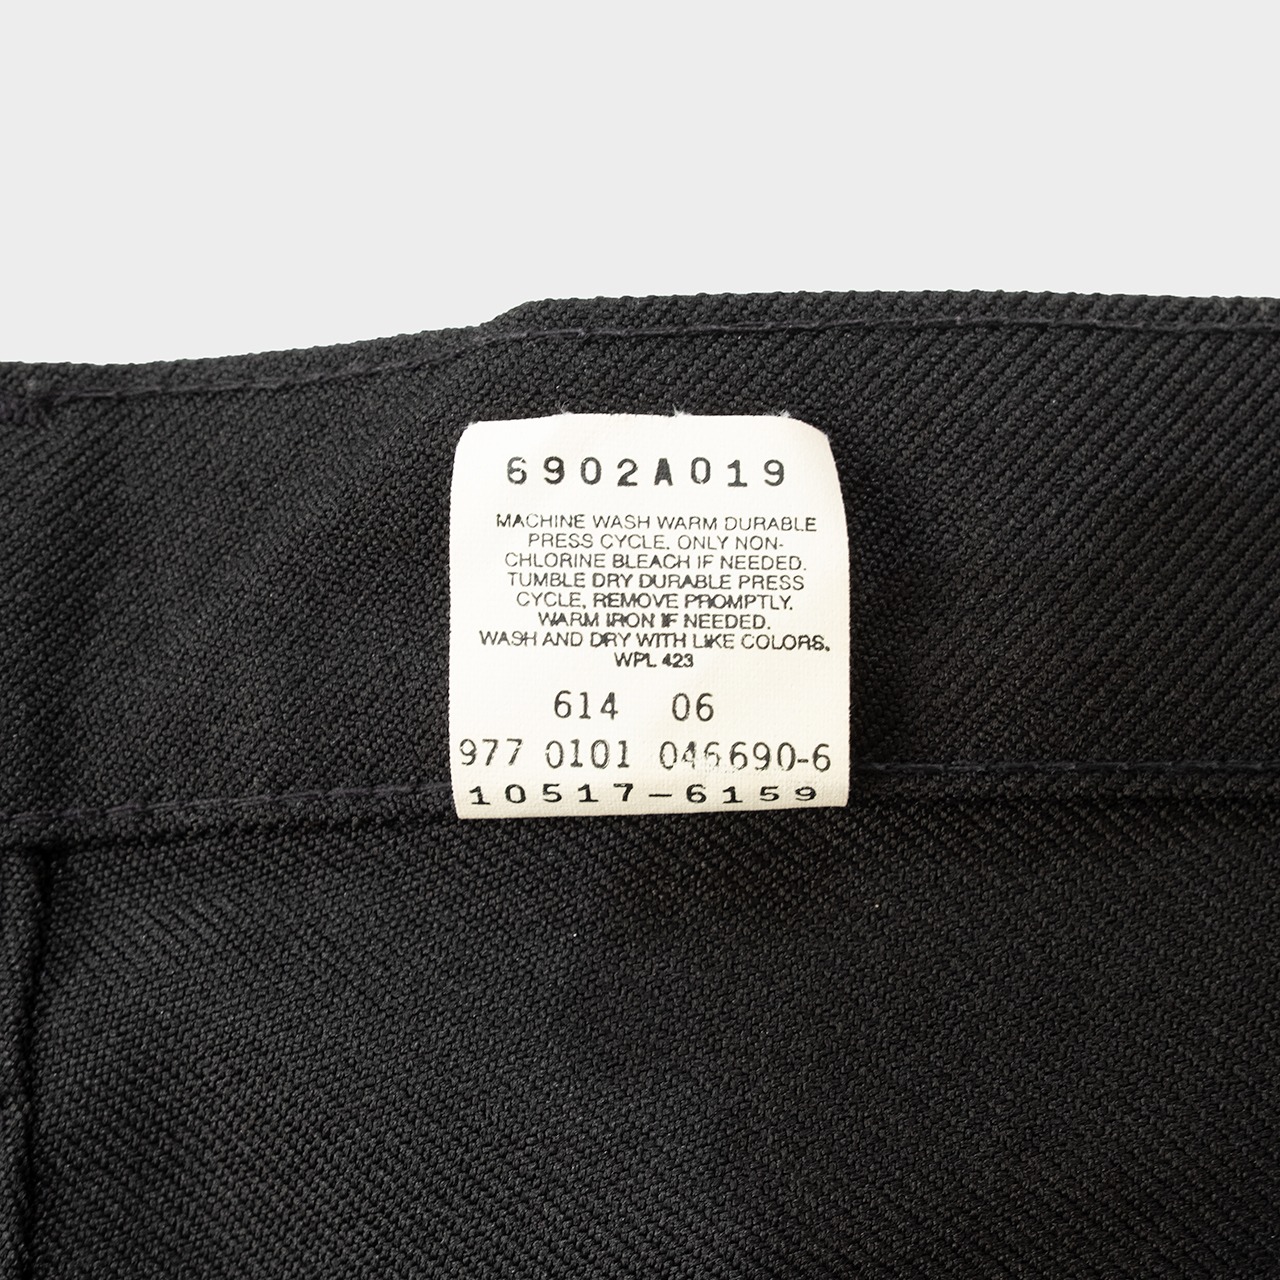 6902A019
MACHINE WASH WARM DURABLE
PRESS CYCLE. ONLY NON-
CHLORINE BLEACH IF NEEDED.
TUMBLE DRY DURABLE PRESS
CYCLE, REMOVE PROMPTLY.
WARM IRON IF NEEDED.
WASH AND DRY WITH LIKE COLORS.
WPL 423
614 06
977 0101 046690-6
10517-6159